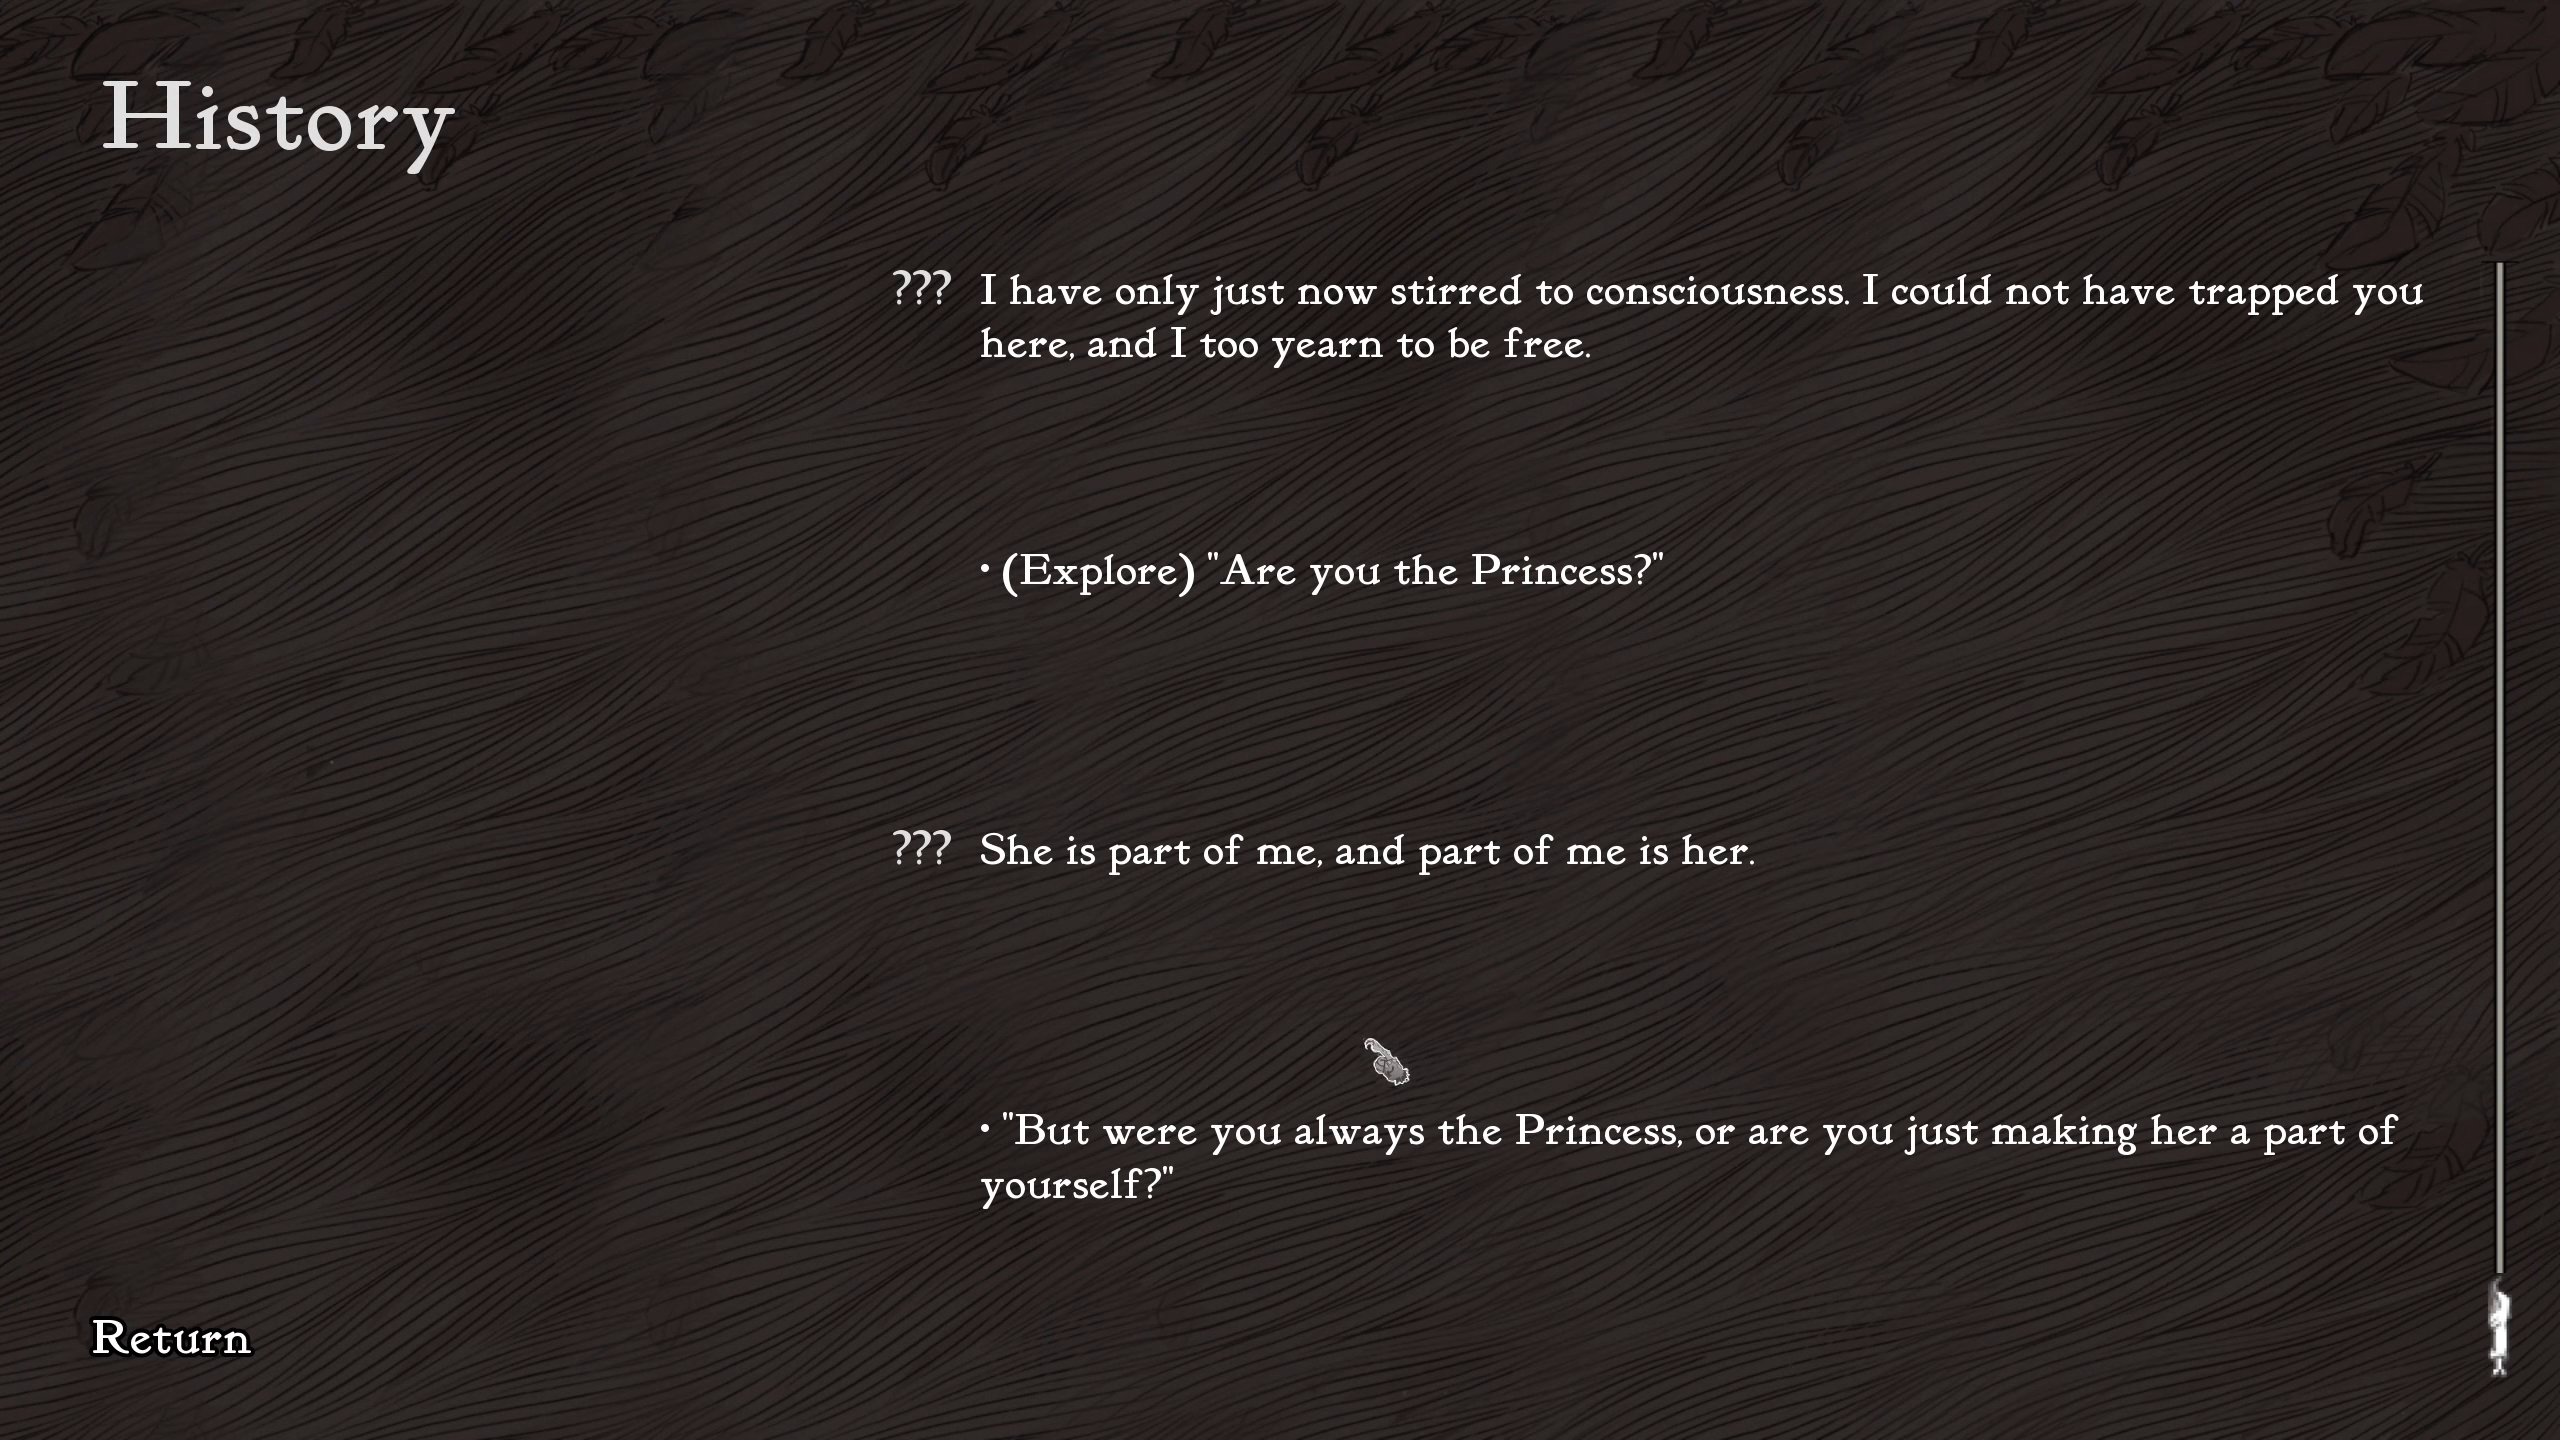 History
??? I have only just now stirred to consciousness. I could not have trapped you
here, and I too yearn to be free.
• (Explore) "Are you the Princess?"
??? She is part of me, and part of me is her.
• "But were you always the Princess, or are you just making her a part of
yourself?"
Return